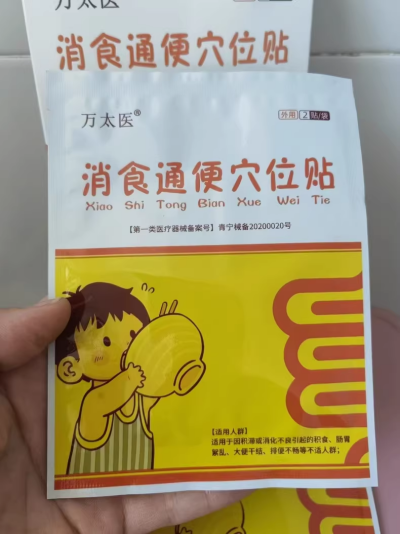 万太医
消食通便穴位贴
万太医®
外用 2贴/袋
消食通便穴位贴
Xiao Shi Tong Bian Xue Wei Tie
【第一类医疗器械备案号】青宁械备20200020号
【适用人群】
适用于因积滞或消化不良引起的积食、肠胃
絮乱、大便干结、排便不畅等不适人群;